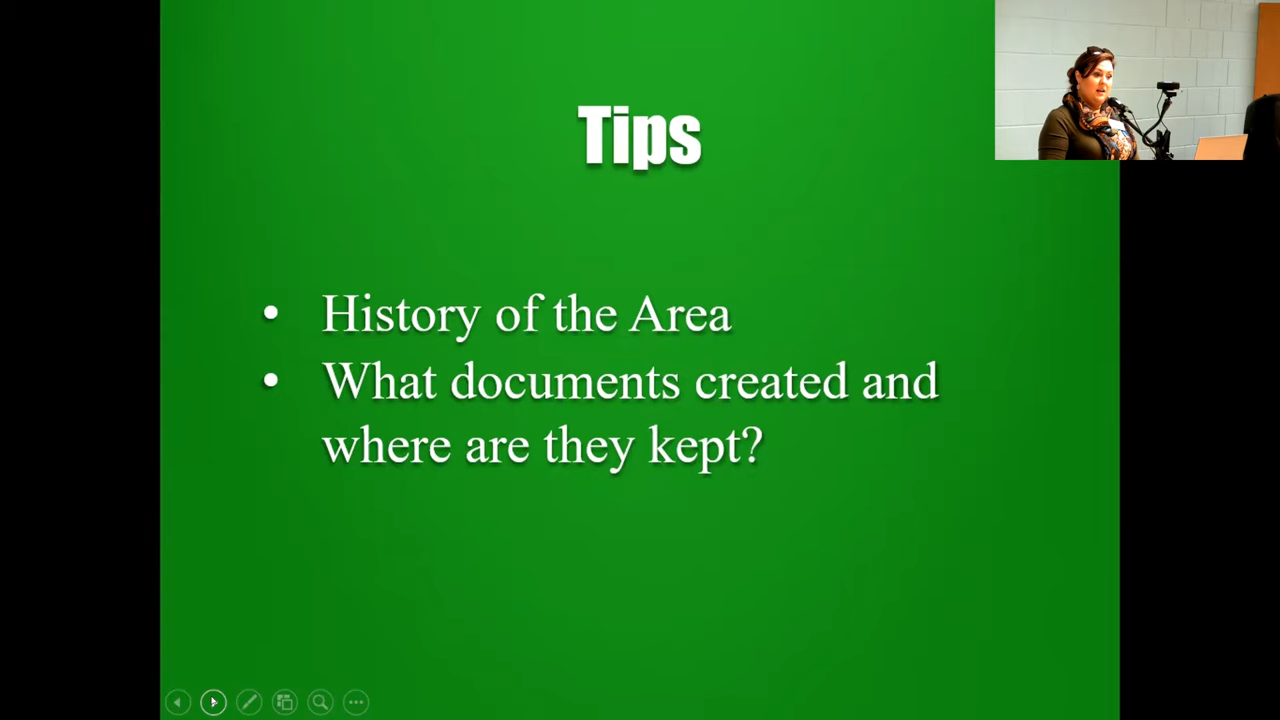 Tips
• History of the Area
• What documents created and
where are they kept?